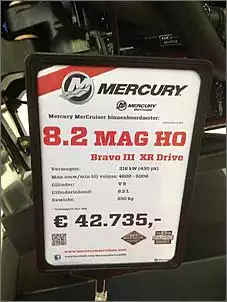 MERCURY
MERCURY
MerCruiser
Mercury MerCruiser binnenboordmotor:
8.2 MAG HO
Bravo III XR Drive
Vermogen: 316 kW (430 pk)
Max.toeren/min bij volgas: 4600 - 5000
Cilinder: V 8
Cilinderinhoud: 8.2 L
Gewicht: 550 kg
€ 42.735,-